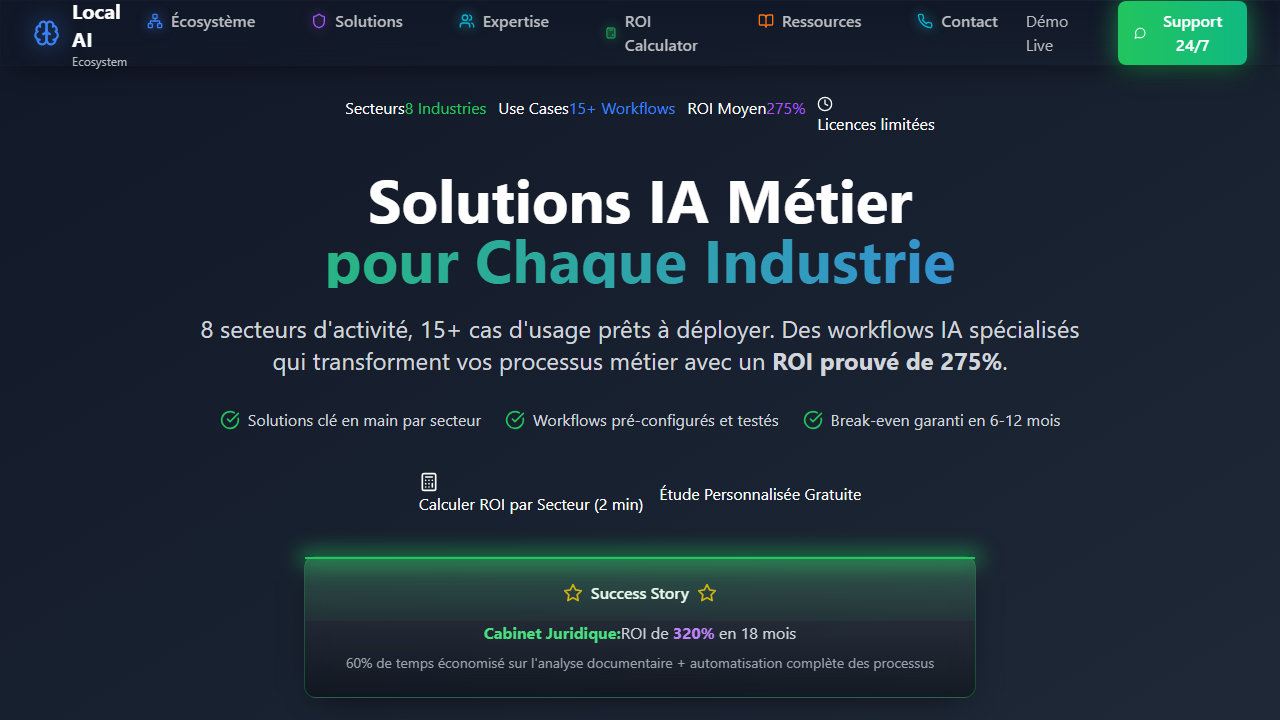 Local
AI
Ecosystem
Écosystème
Solutions
Expertise
ROI
Calculator
Ressources
Contact
Démo
Live
Support
24/7
Secteurs8 Industries
Use Cases15+ Workflows
ROI Moyen275%
Licences limitées
Solutions IA Métier
pour Chaque Industrie
8 secteurs d'activité, 15+ cas d'usage prêts à déployer. Des workflows IA spécialisés
qui transforment vos processus métier avec un ROI prouvé de 275%.
Solutions clé en main par secteur
Workflows pré-configurés et testés
Break-even garanti en 6-12 mois
Calculer ROI par Secteur (2 min)
Étude Personnalisée Gratuite
Success Story
Cabinet Juridique:ROI de 320% en 18 mois
60% de temps économisé sur l'analyse documentaire + automatisation complète des processus